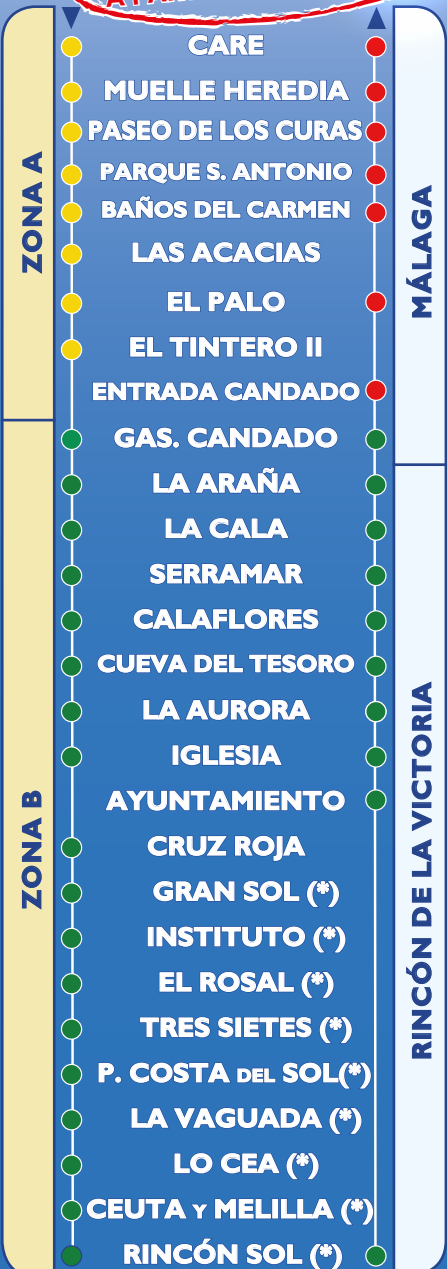 CARE
MUELLE HEREDIA
PASEO DE LOS CURAS
PARQUE S. ANTONIO
BAÑOS DEL CARMEN
LAS ACACIAS
EL PALO
EL TINTERO II
ENTRADA CANDADO
GAS. CANDADO
LA ARAÑA
LA CALA
SERRAMAR
CALAFLORES
CUEVA DEL TESORO
LA AURORA
IGLESIA
AYUNTAMIENTO
CRUZ ROJA
GRAN SOL (*)
INSTITUTO (*)
EL ROSAL (*)
TRES SIETES (*)
P. COSTA DEL SOL(*)
LA VAGUADA (*)
LO CEA (*)
CEUTA Y MELILLA (*)
RINCÓN SOL (*)
ZONA A
ZONA B
MÁLAGA
RINCÓN DE LA VICTORIA